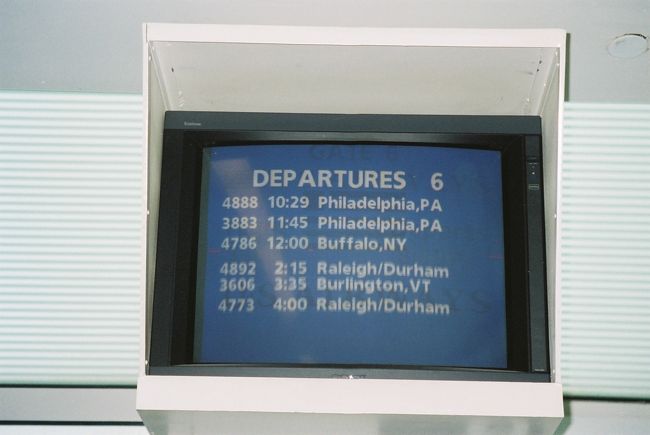 DEPARTURES 6
4888 10:29 Philadelphia,PA
3883 11:45 Philadelphia,PA
4786 12:00 Buffalo,NY
4892 2:15 Raleigh/Durham
3606 3:35 Burlington,VT
4773 4:00 Raleigh/Durham